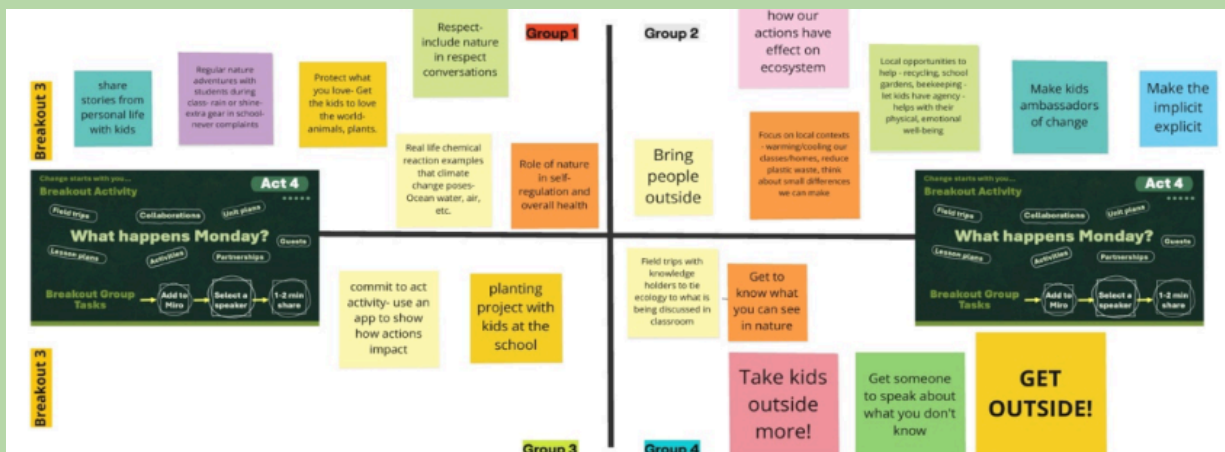 Breakout 3
share
stories from
personal life
with kids
Regular nature
adventures with
students during
class- rain or shine-
extra gear in school-
never complaints
Protect what
you love- Get
the kids to love
the world-
animals, plants.
Respect-
include nature
in respect
conversations
Group 1
Real life chemical
reaction examples
that climate
change poses-
Ocean water, air,
etc.
Role of nature
in self-
regulation and
overall health
Group 2
how our
actions have
effect on
ecosystem
Local opportunities to
help - recycling, school
gardens, beekeeping -
let kids have agency -
helps with their
physical, emotional
well-being
Make kids
ambassadors
of change
Make the
implicit
explicit
Bring
people
outside
Focus on local contexts
- warming/cooling our
classes/homes, reduce
plastic waste, think
about small differences
we can make
Change starts with you...
Breakout Activity
Act 4
Field trips
Collaborations
Unit plans
What happens Monday?
Guests
Lesson plans
Activities
Partnerships
Breakout Group
Tasks
Add to
Miro
Select a
speaker
1-2 min
share
Change starts with you...
Breakout Activity
Act 4
Field trips
Collaborations
Unit plans
What happens Monday?
Guests
Lesson plans
Activities
Partnerships
Breakout Group
Tasks
Add to
Miro
Select a
speaker
1-2 min
share
Breakout 3
commit to act
activity- use an
app to show
how actions
impact
planting
project with
kids at the
school
Group 3
Field trips with
knowledge
holders to tie
ecology to what is
being discussed in
classroom
Get to
know what
you can see
in nature
Take kids
outside
more!
Get someone
to speak about
what you don't
know
GET
OUTSIDE!
Group 4